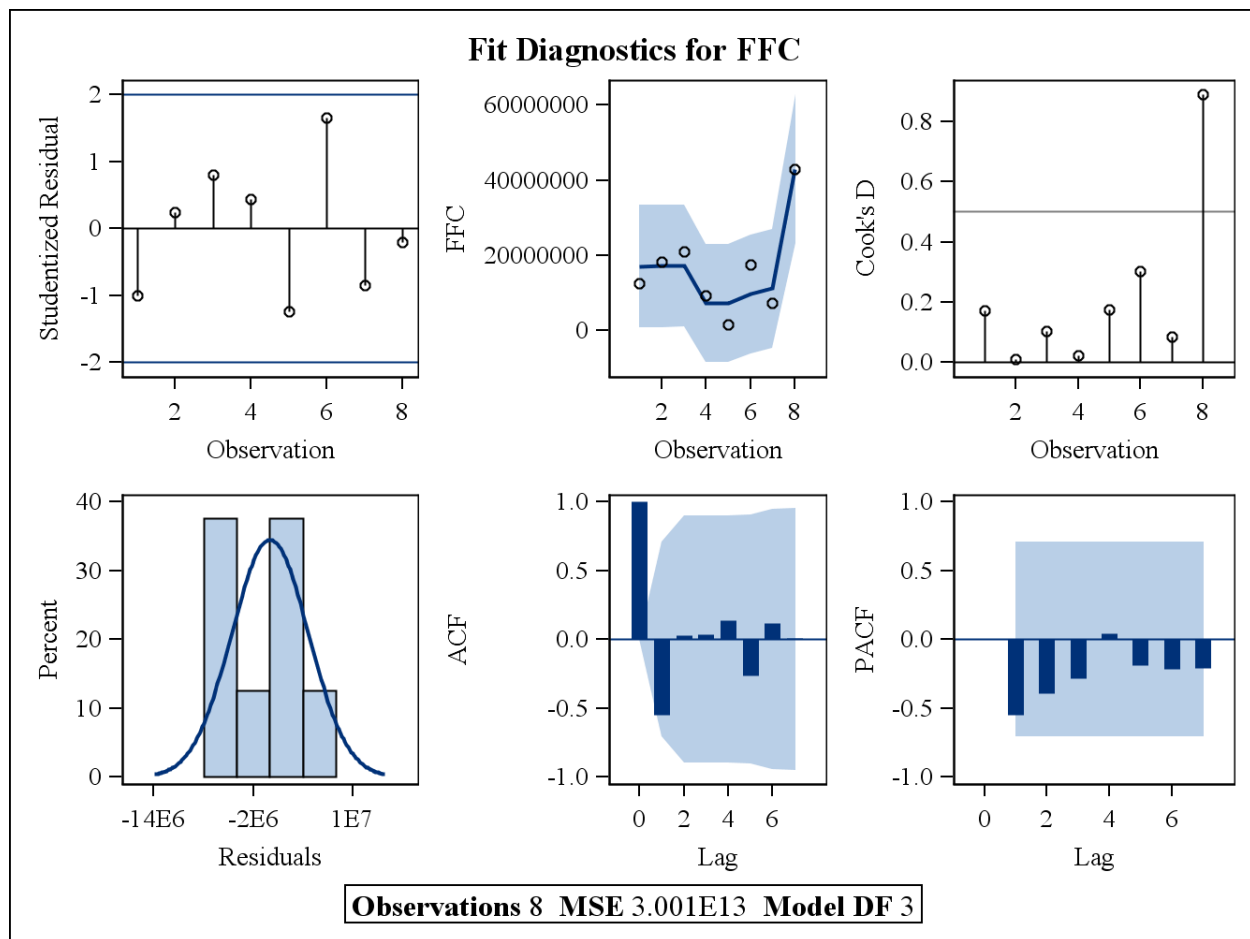 Fit Diagnostics for FFC
Studentized Residual
2
1
0
-1
-2
2 4 6 8
Observation
FFC
60000000
40000000
20000000
0
2 4 6 8
Observation
Cook's D
0.8
0.6
0.4
0.2
0.0
2 4 6 8
Observation
Percent
40
30
20
10
0
-14E6 -2E6 1E7
Residuals
ACF
1.0
0.5
0.0
-0.5
-1.0
0 2 4 6
Lag
PACF
1.0
0.5
0.0
-0.5
-1.0
0 2 4 6
Lag
Observations 8 MSE 3.001E13 Model DF 3